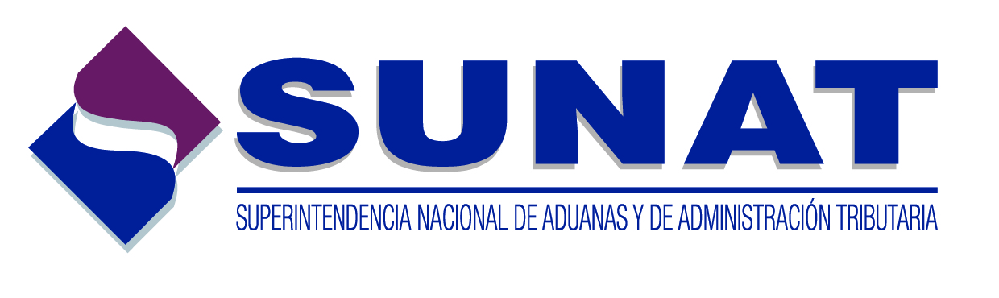 SUNAT
SUPERINTENDENCIA NACIONAL DE ADUANAS Y DE ADMINISTRACIÓN TRIBUTARIA